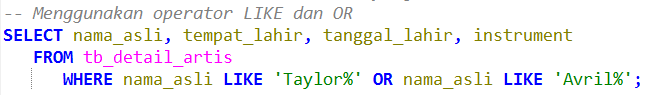 -- Menggunakan operator LIKE dan OR
SELECT nama_asli, tempat_lahir, tanggal_lahir, instrument
FROM tb_detail_artis
WHERE nama_asli LIKE 'Taylor%' OR nama_asli LIKE 'Avril%';